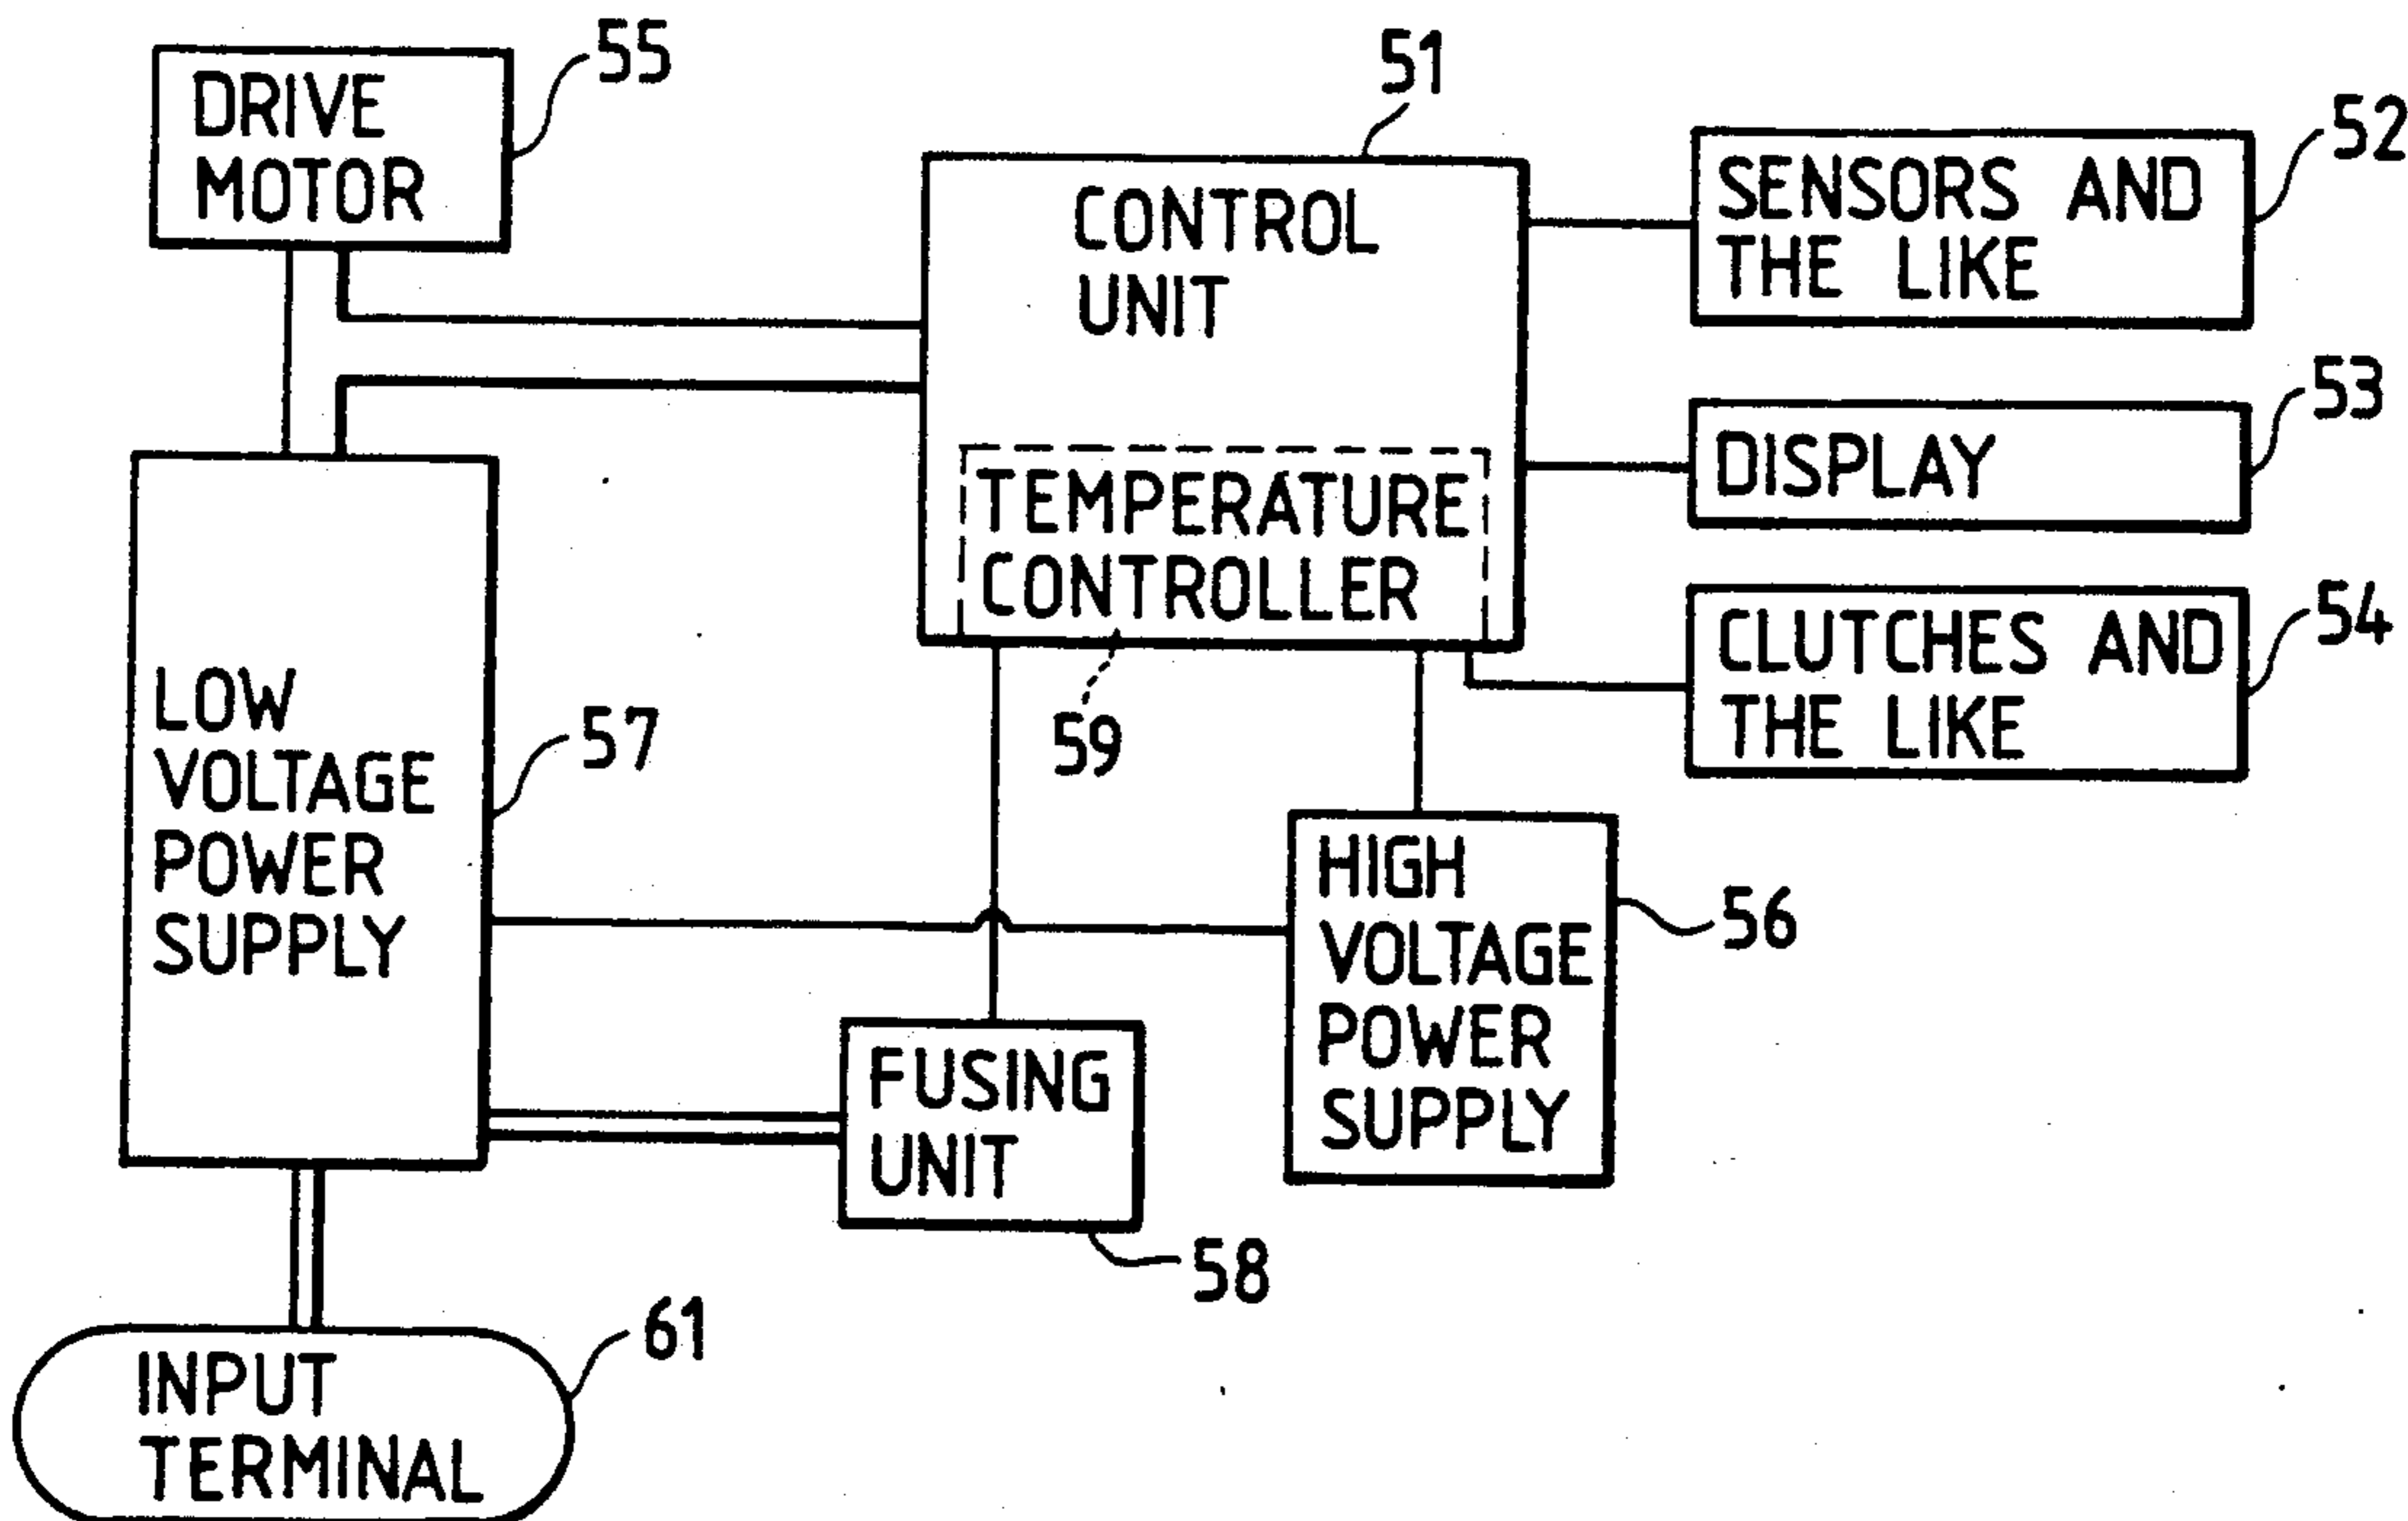 DRIVE
MOTOR
55
51
CONTROL
UNIT
SENSORS AND
THE LIKE
52
DISPLAY
53
TEMPERATURE
CONTROLLER
59
CLUTCHES AND
THE LIKE
54
LOW
VOLTAGE
POWER
SUPPLY
57
HIGH
VOLTAGE
POWER
SUPPLY
56
FUSING
UNIT
58
INPUT
TERMINAL
61